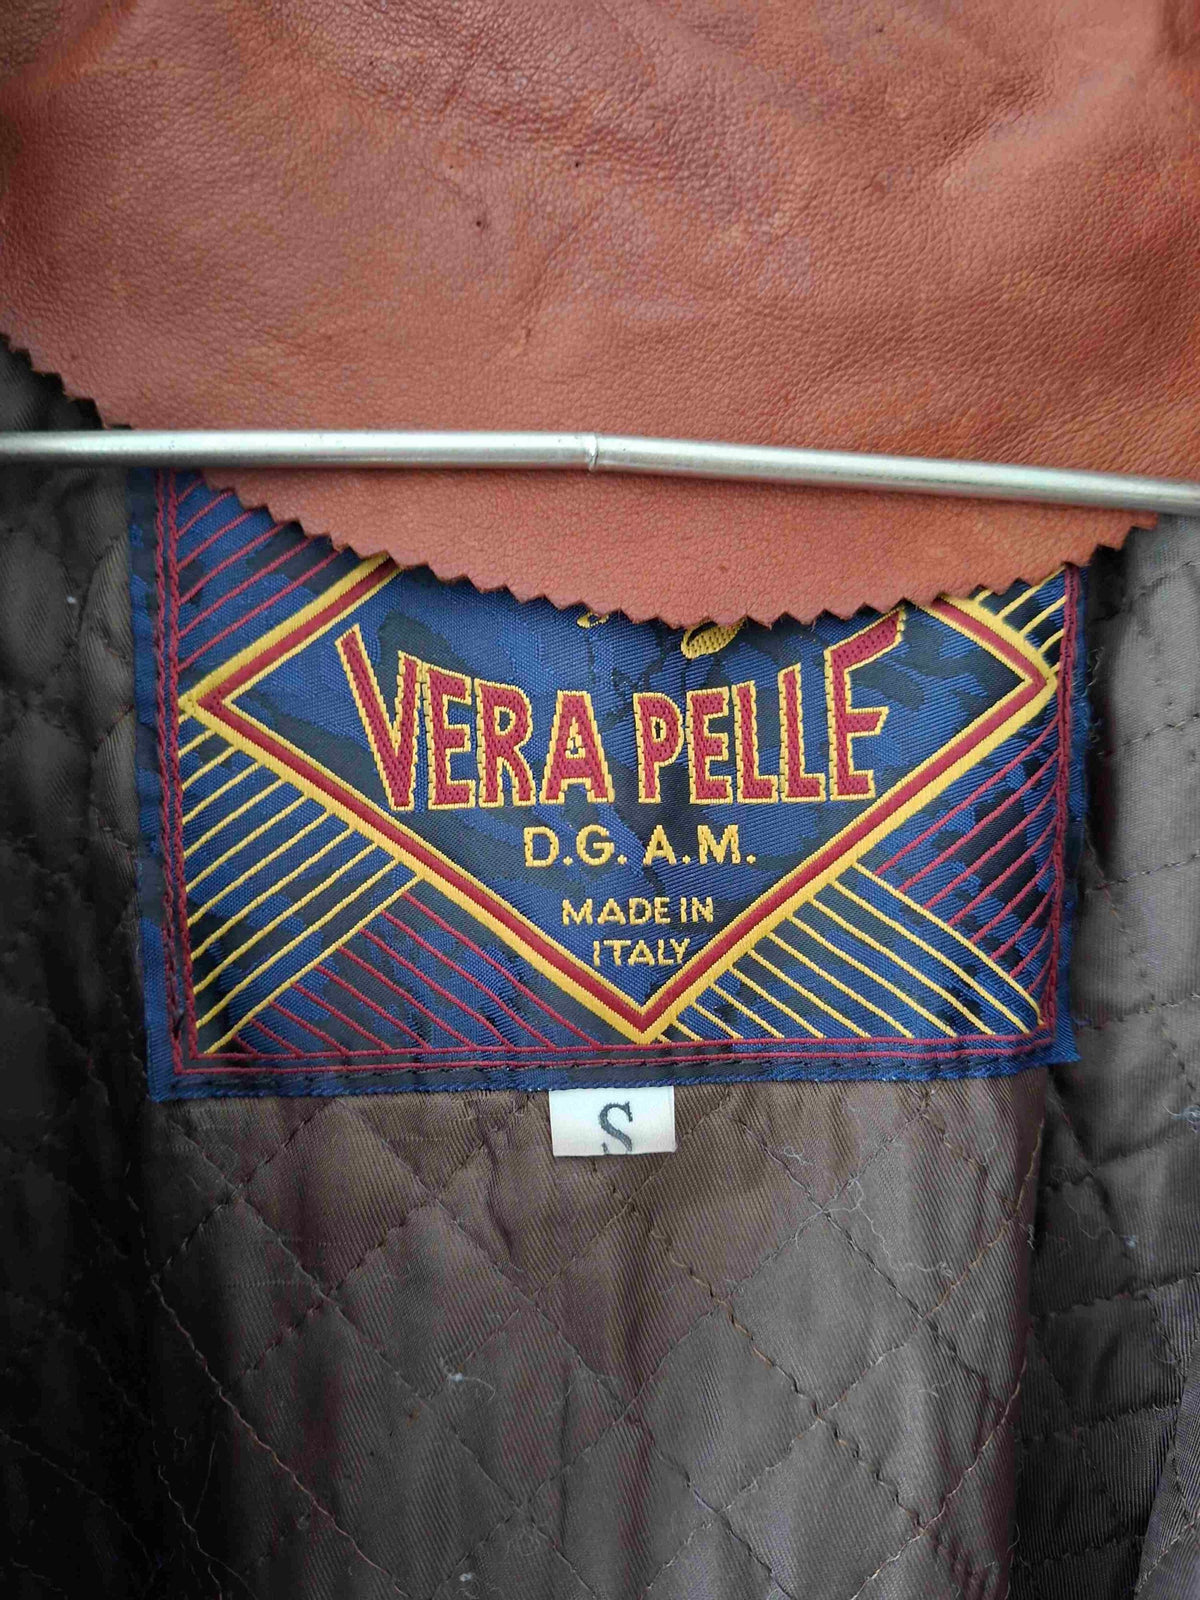 VERA PELLE
D.G. A.M.
MADE IN
ITALY
S